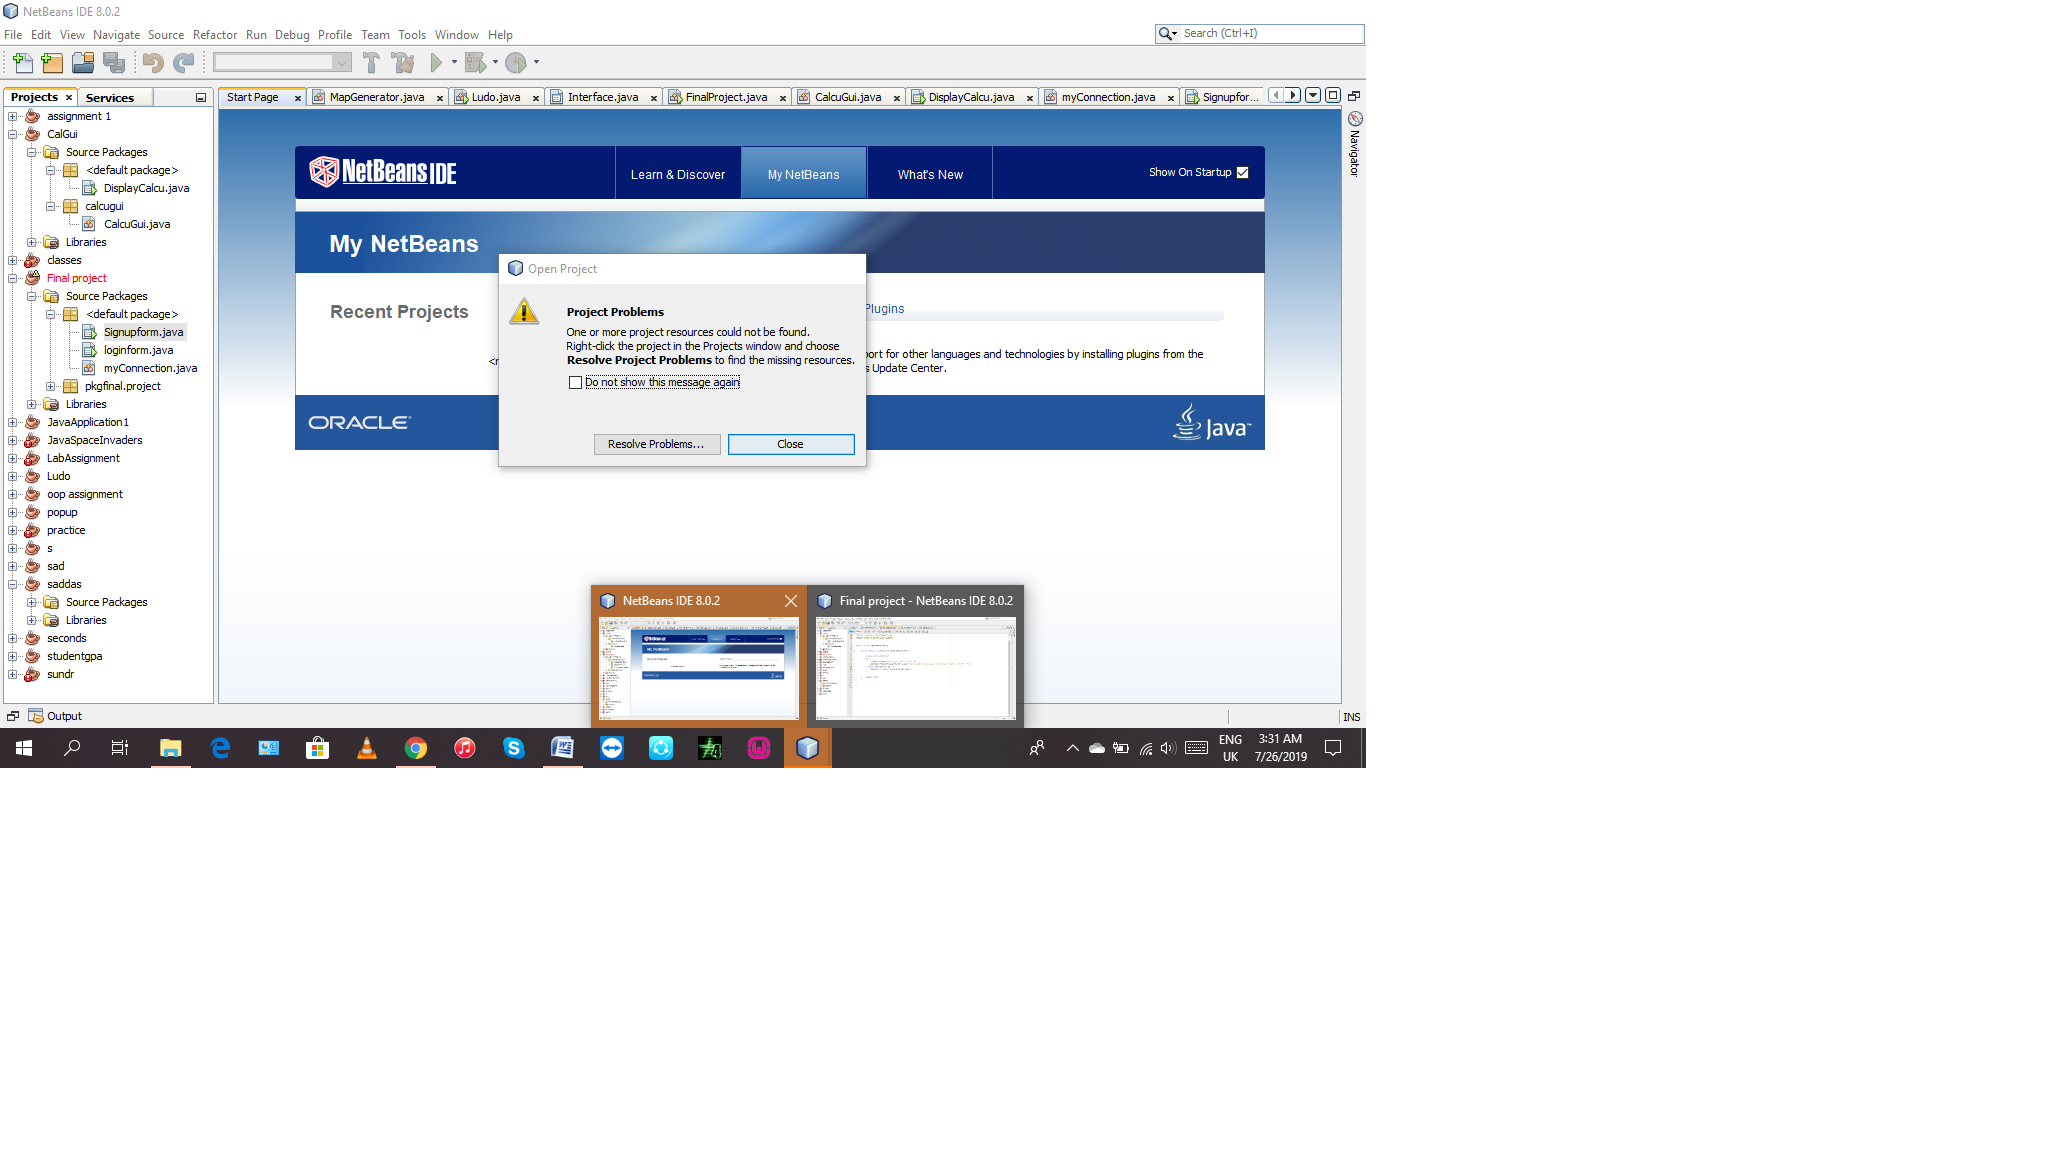 NetBeans IDE 8.0.2
File Edit View Navigate Source Refactor Run Debug Profile Team Tools Window Help
Search (Ctrl+I)
Projects Services
Start Page MapGenerator.java Ludo.java Interface.java FinalProject.java CalcuGui.java DisplayCalcu.java myConnection.java Signupfor...
assignment 1
CalGui
Source Packages
<default package>
DisplayCalcu.java
calcugui
CalcuGui.java
Libraries
classes
Final project
Source Packages
<default package>
Signupform.java
loginform.java
myConnection.java
pkgfinal.project
Libraries
JavaApplication1
JavaSpaceInvaders
LabAssignment
Ludo
oop assignment
popup
practice
s
sad
saddas
Source Packages
Libraries
seconds
studentgpa
sundr
Navigator
NetBeans IDE
Learn & Discover
My NetBeans
What's New
Show On Startup
My NetBeans
Recent Projects
Plugins
ort for other languages and technologies by installing plugins from the
s Update Center.
ORACLE
Java
Open Project
Project Problems
One or more project resources could not be found.
Right-click the project in the Projects window and choose
Resolve Project Problems to find the missing resources.
Do not show this message again
Resolve Problems...
Close
NetBeans IDE 8.0.2
Final project - NetBeans IDE 8.0.2
Output
INS
ENG
UK
3:31 AM
7/26/2019